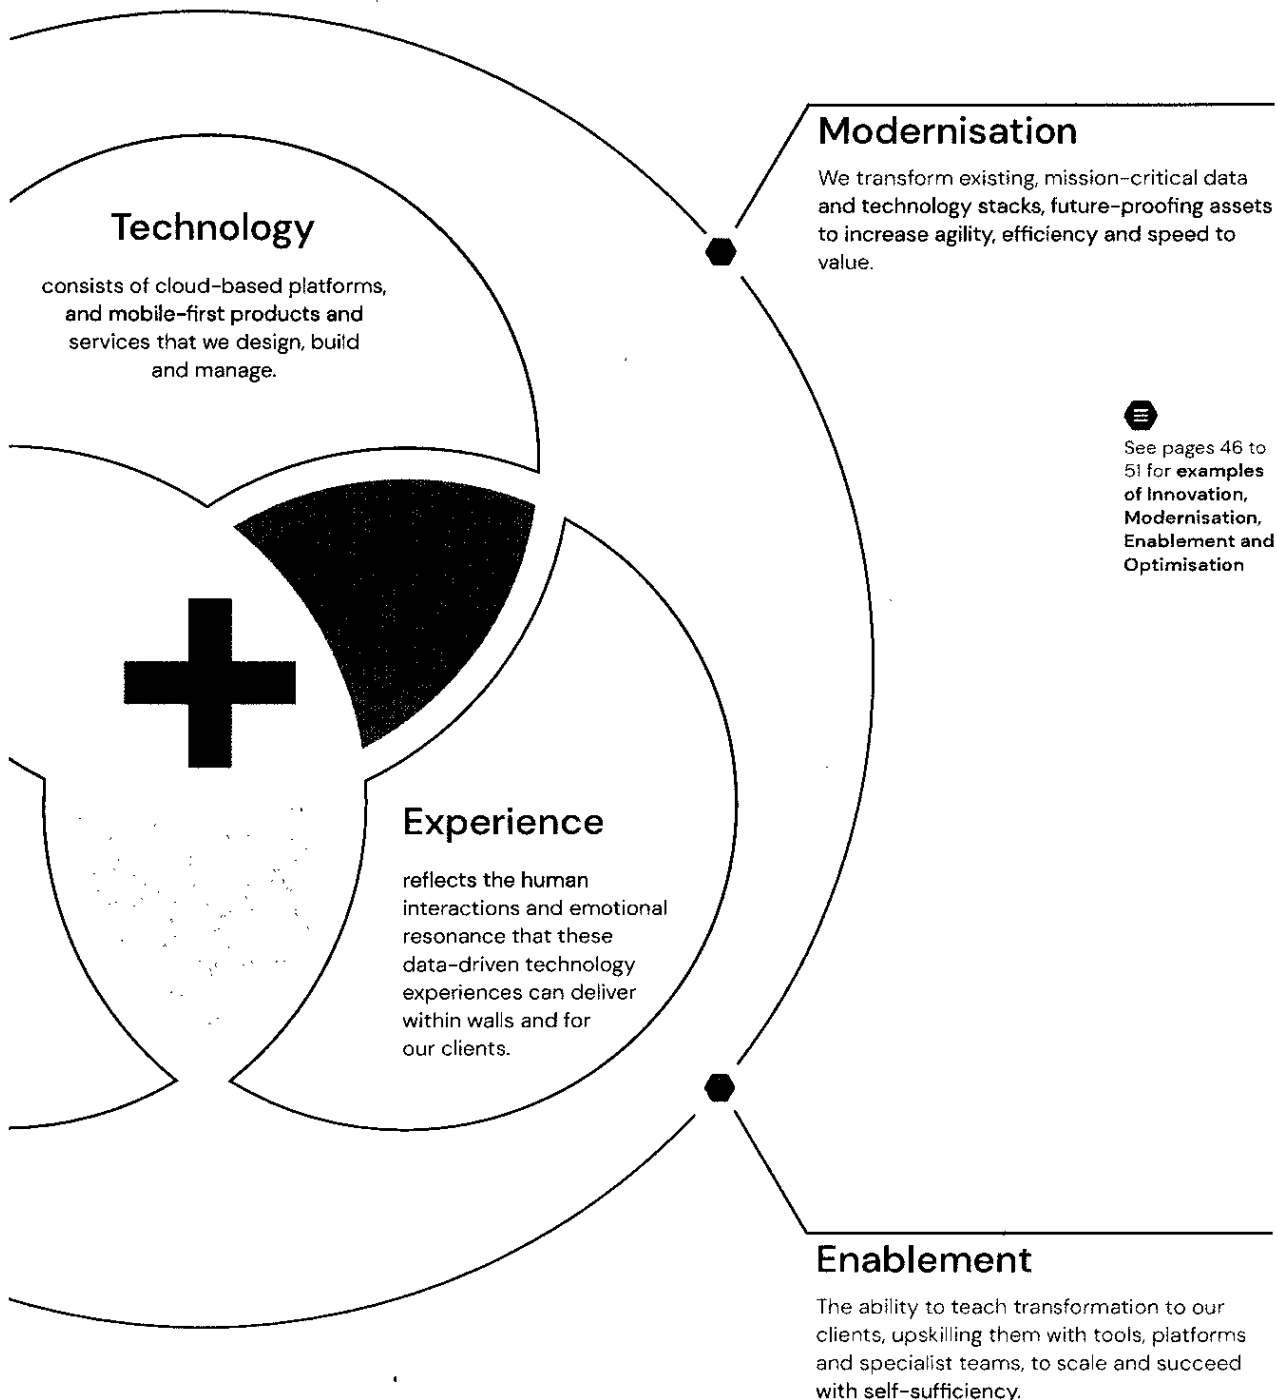 Modernisation
We transform existing, mission-critical data
and technology stacks, future-proofing assets
to increase agility, efficiency and speed to
value.
Technology
consists of cloud-based platforms,
and mobile-first products and
services that we design, build
and manage.
See pages 46 to
51 for examples
of Innovation,
Modernisation,
Enablement and
Optimisation
Experience
reflects the human
interactions and emotional
resonance that these
data-driven technology
experiences can deliver
within walls and for
our clients.
Enablement
The ability to teach transformation to our
clients, upskilling them with tools, platforms
and specialist teams, to scale and succeed
with self-sufficiency.